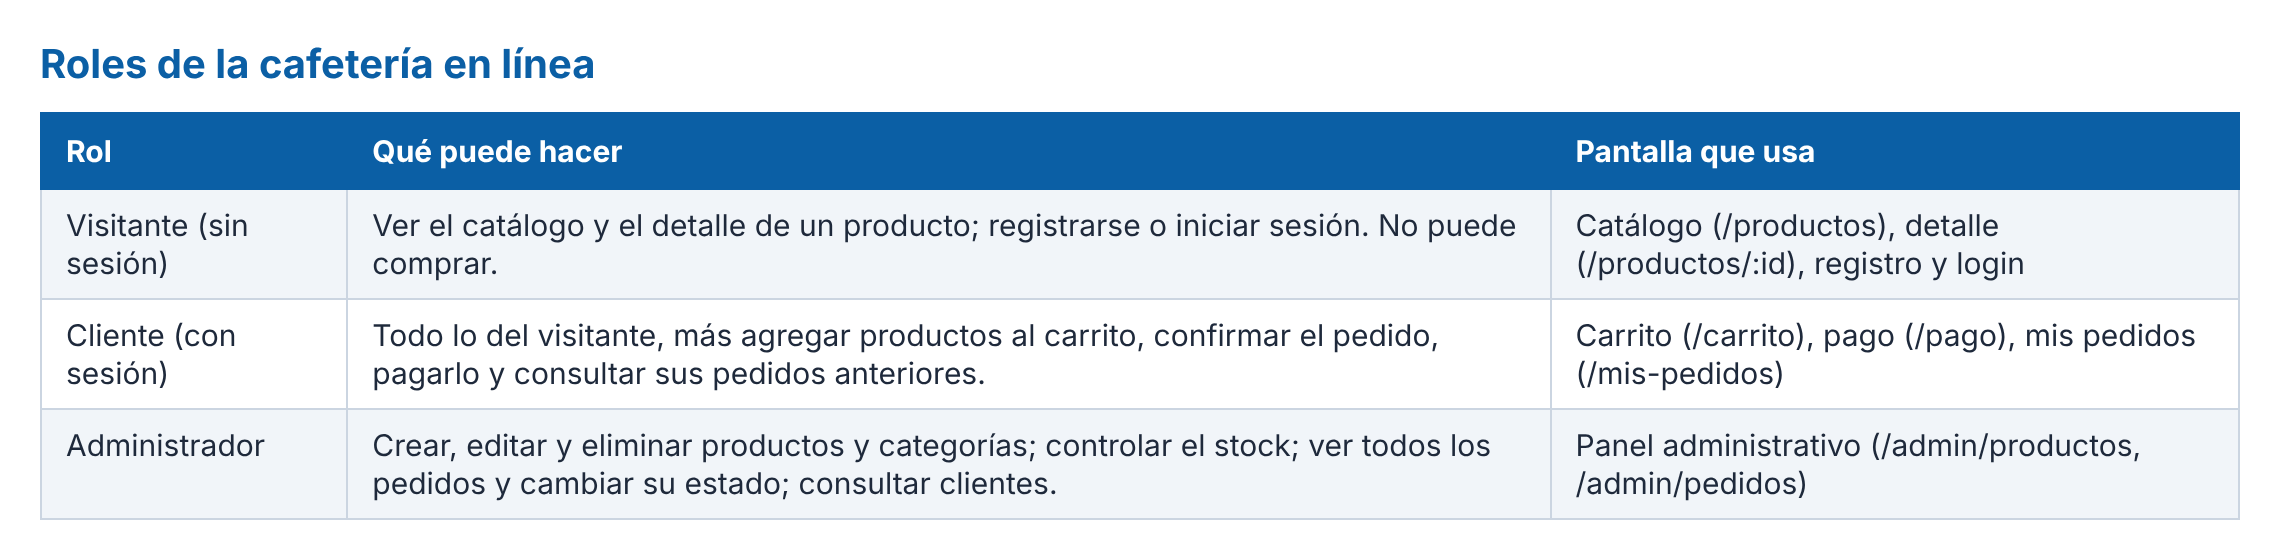 Roles de la cafetería en línea
Rol
Qué puede hacer
Pantalla que usa
Visitante (sin
sesión)
Ver el catálogo y el detalle de un producto; registrarse o iniciar sesión. No puede
comprar.
Catálogo (/productos), detalle
(/productos/:id), registro y login
Cliente (con
sesión)
Todo lo del visitante, más agregar productos al carrito, confirmar el pedido,
pagarlo y consultar sus pedidos anteriores.
Carrito (/carrito), pago (/pago), mis pedidos
(/mis-pedidos)
Administrador
Crear, editar y eliminar productos y categorías; controlar el stock; ver todos los
pedidos y cambiar su estado; consultar clientes.
Panel administrativo (/admin/productos,
/admin/pedidos)